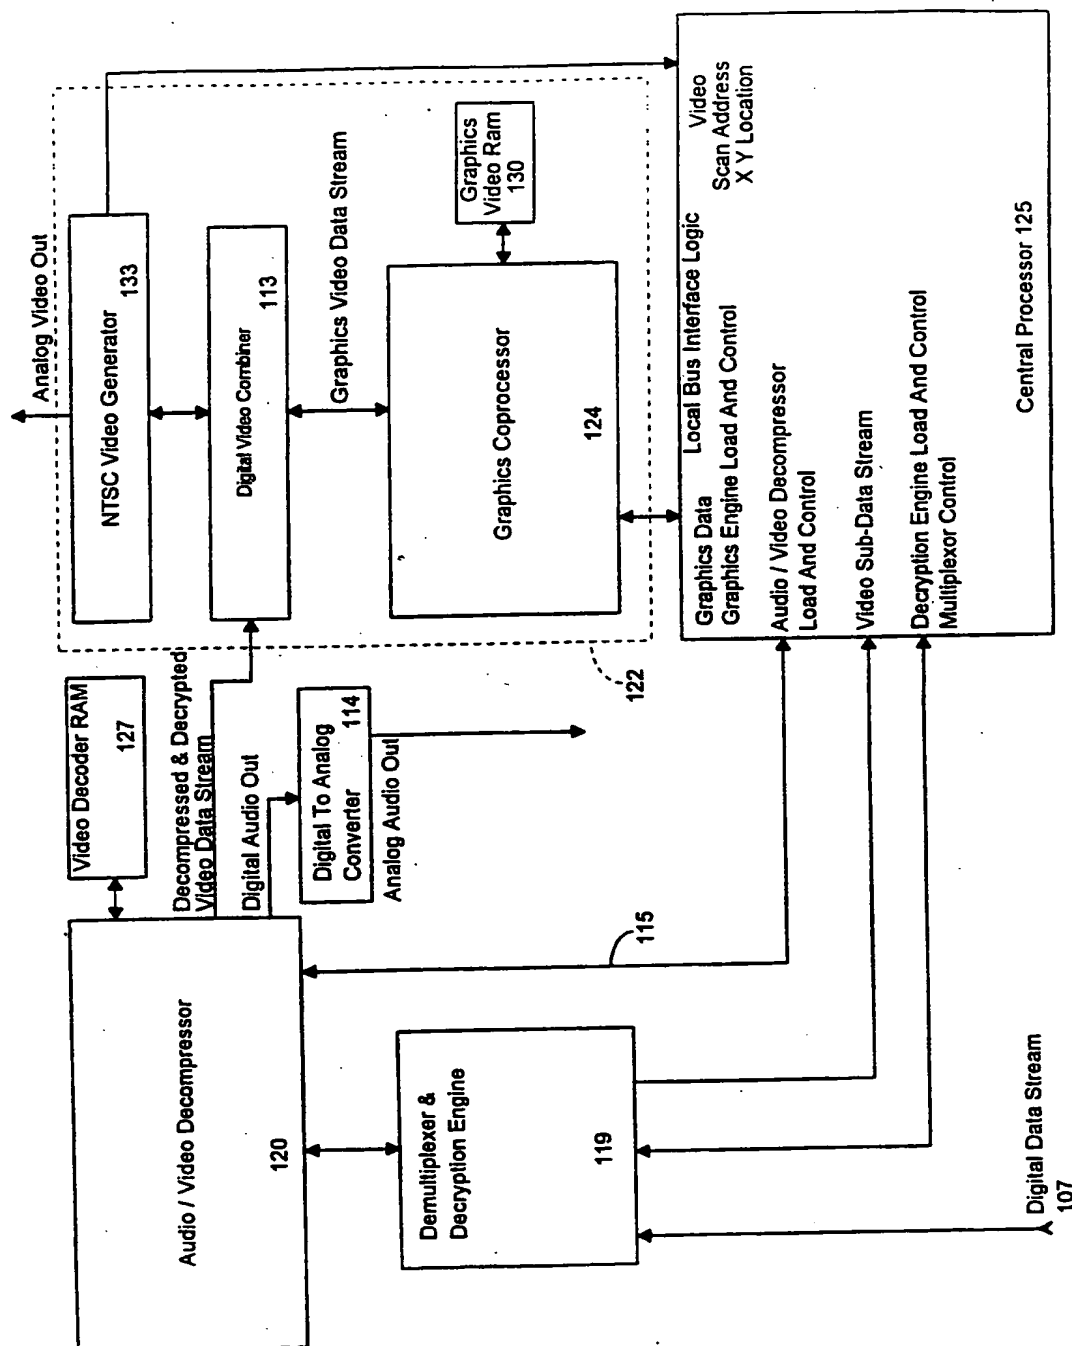 Audio / Video Decompressor
120
Video Decoder RAM
127
Decompressed & Decrypted
Video Data Stream
Digital Audio Out
Digital To Analog
Converter
114
Analog Audio Out
Analog Video Out
NTSC Video Generator
133
Digital Video Combiner
113
Graphics Video Data Stream
Graphics Coprocessor
124
Graphics
Video Ram
130
122
115
Demultiplexer &
Decryption Engine
119
Digital Data Stream
107
Graphics Data
Local Bus Interface Logic
Graphics Engine Load And Control
Video
Scan Address
X Y Location
Audio / Video Decompressor
Load And Control
Video Sub-Data Stream
Decryption Engine Load And Control
Multiplexor Control
Central Processor 125